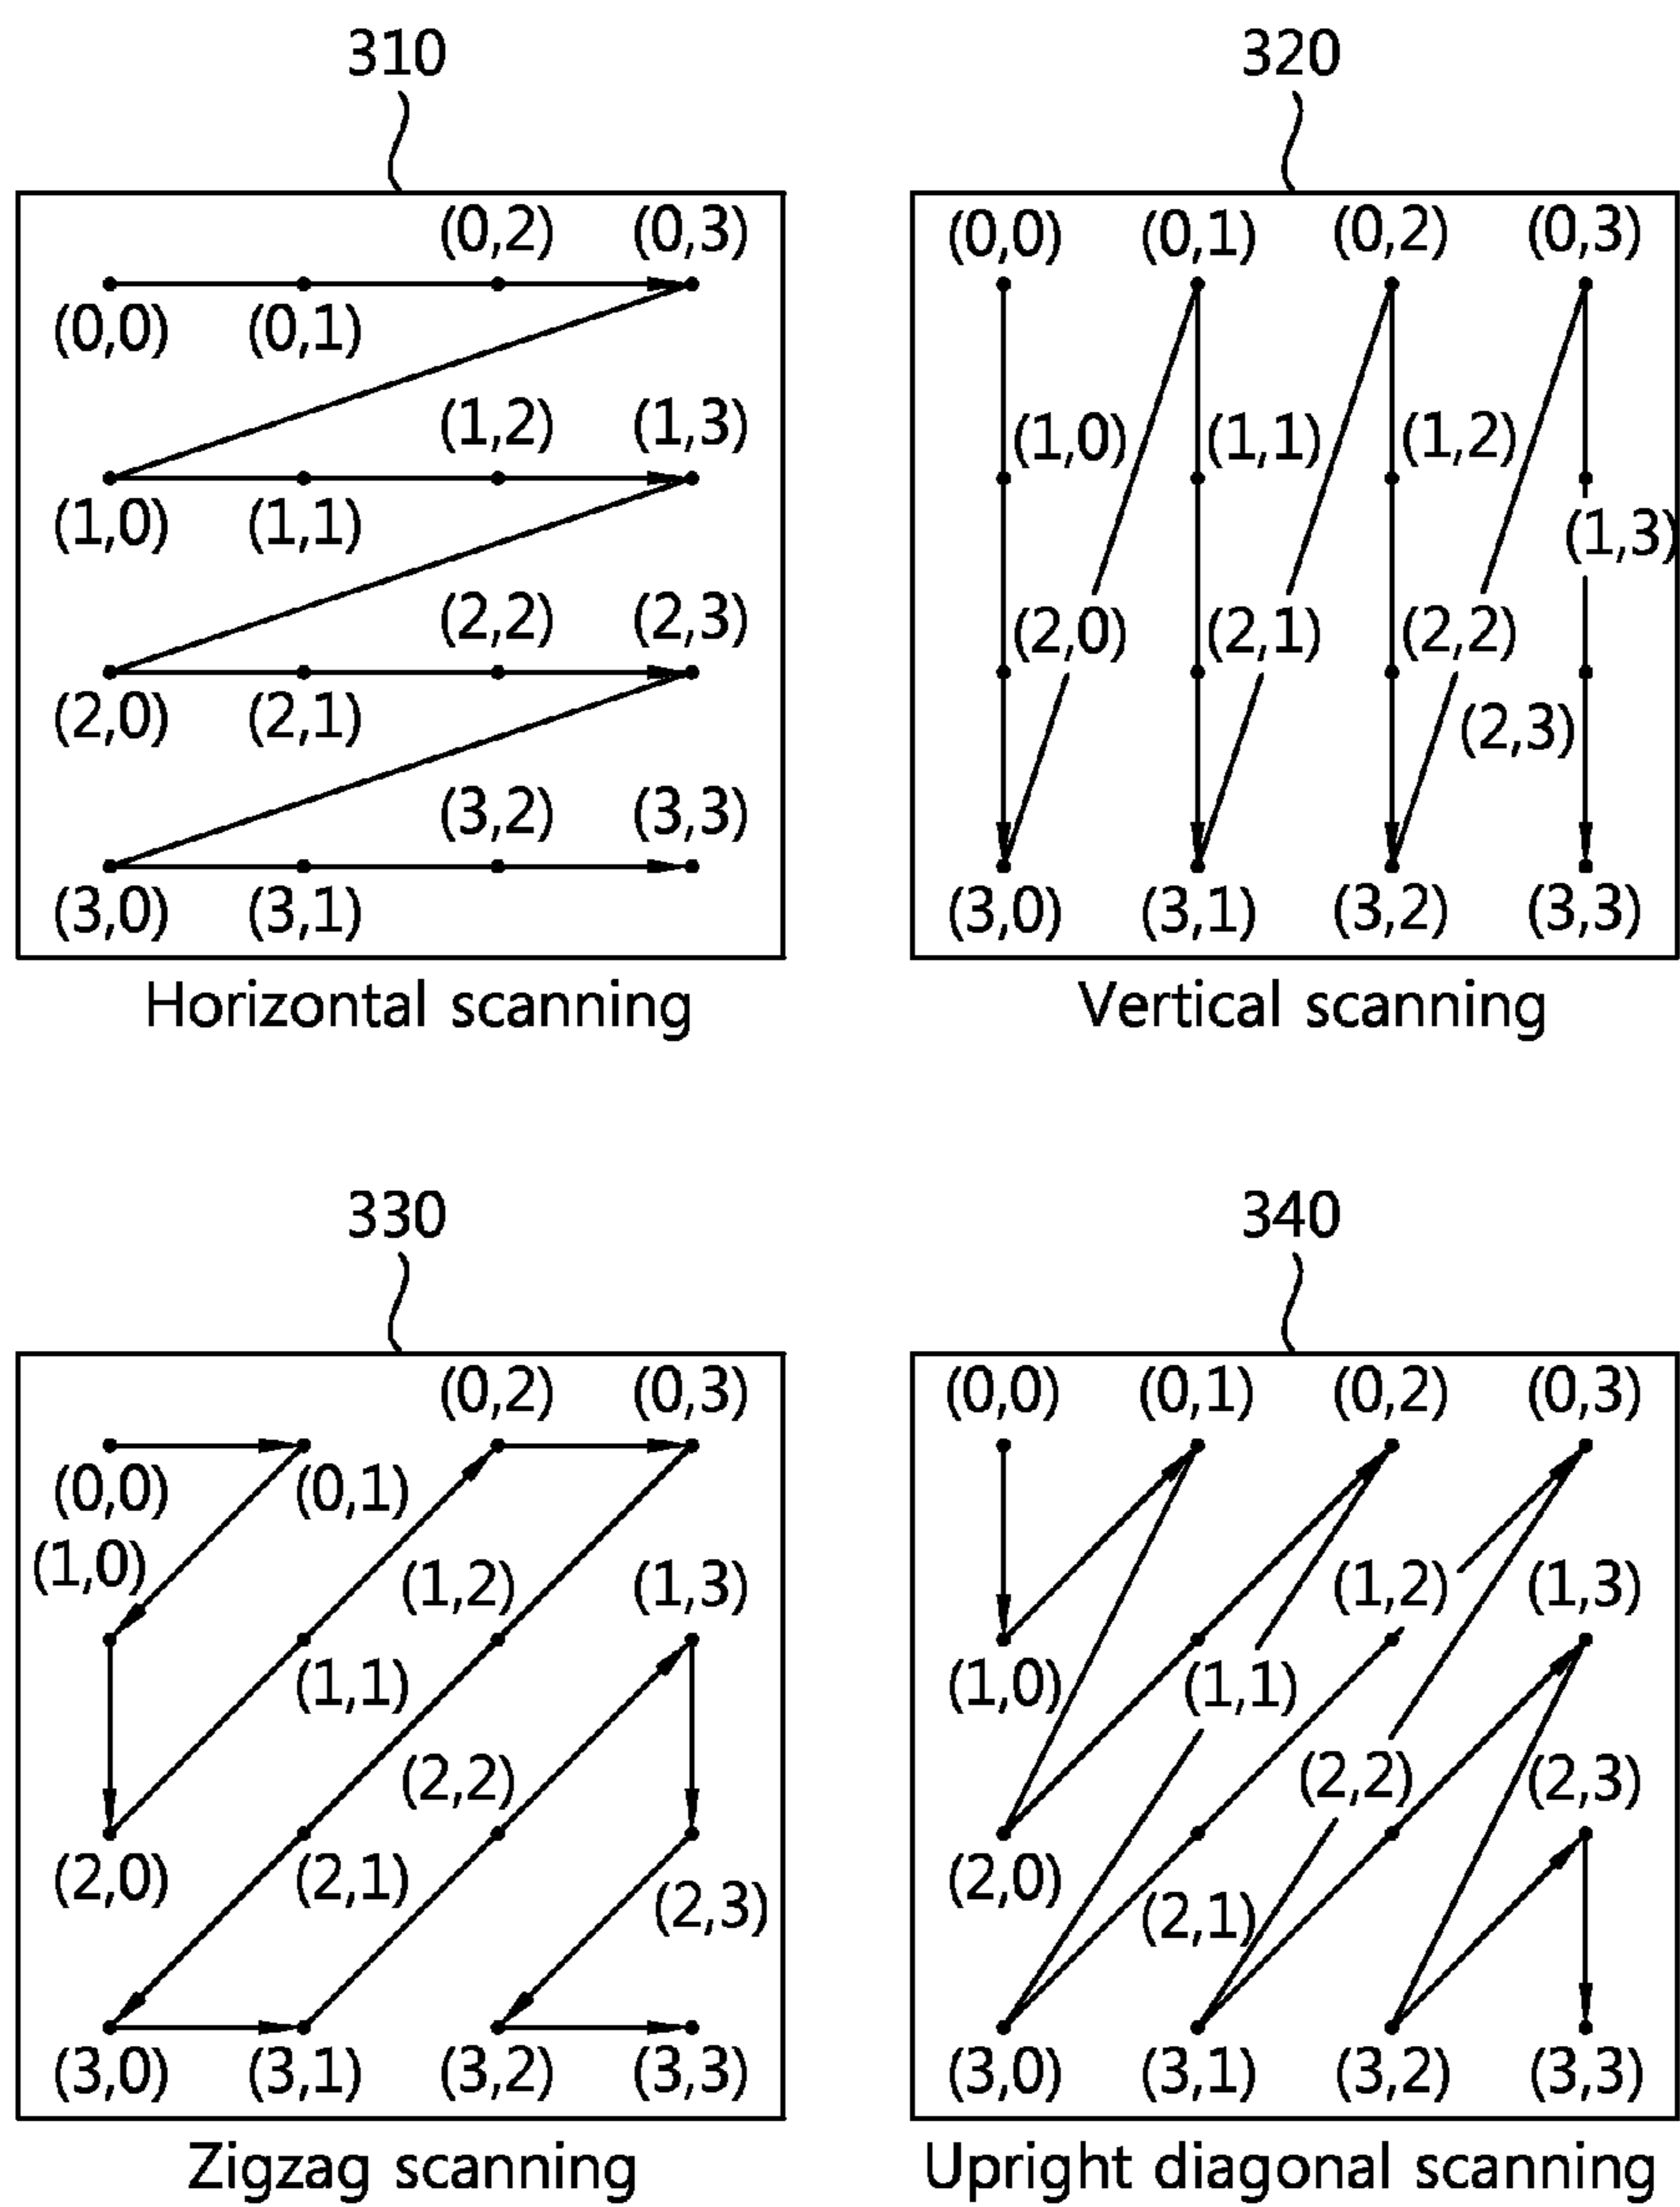 310
(0,2) (0,3)
(0,0) (0,1)
(1,2) (1,3)
(1,0) (1,1)
(2,2) (2,3)
(2,0) (2,1)
(3,2) (3,3)
(3,0) (3,1)
Horizontal scanning
320
(0,0) (0,1) (0,2) (0,3)
(1,0) (1,1) (1,2)
(1,3)
(2,0) (2,1) (2,2)
(2,3)
(3,0) (3,1) (3,2) (3,3)
Vertical scanning
330
(0,2) (0,3)
(0,0) (0,1)
(1,0) (1,2) (1,3)
(1,1)
(2,2)
(2,0) (2,1)
(2,3)
(3,0) (3,1) (3,2) (3,3)
Zigzag scanning
340
(0,0) (0,1) (0,2) (0,3)
(1,2) (1,3)
(1,0) (1,1)
(2,2) (2,3)
(2,0)
(2,1)
(3,0) (3,1) (3,2) (3,3)
Upright diagonal scanning